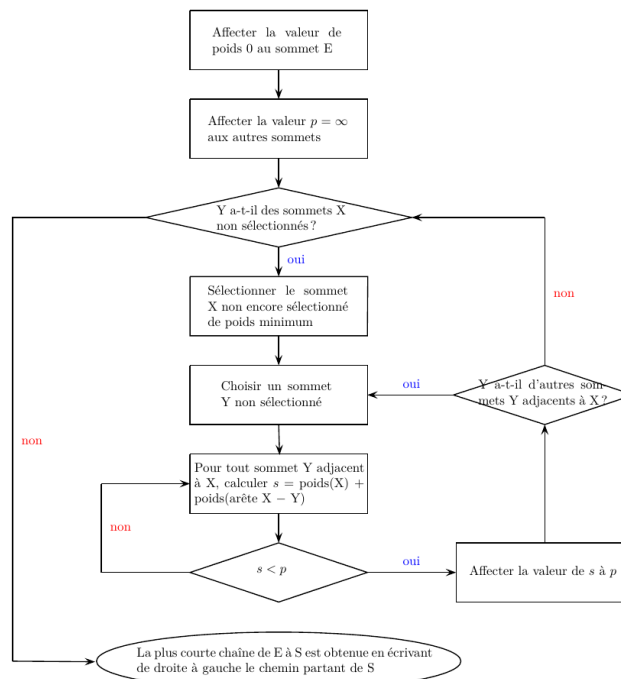 Affecter la valeur de
poids 0 au sommet E
Affecter la valeur p = ∞
aux autres sommets
Y a-t-il des sommets X
non sélectionnés ?
oui
non
Sélectionner le sommet
X non encore sélectionné
de poids minimum
Choisir un sommet
Y non sélectionné
oui
Y a-t-il d'autres som-
mets Y adjacents à X ?
non
Pour tout sommet Y adjacent
à X, calculer s = poids(X) +
poids(arête X − Y)
non
s < p
oui
Affecter la valeur de s à p
La plus courte chaîne de E à S est obtenue en écrivant
de droite à gauche le chemin partant de S